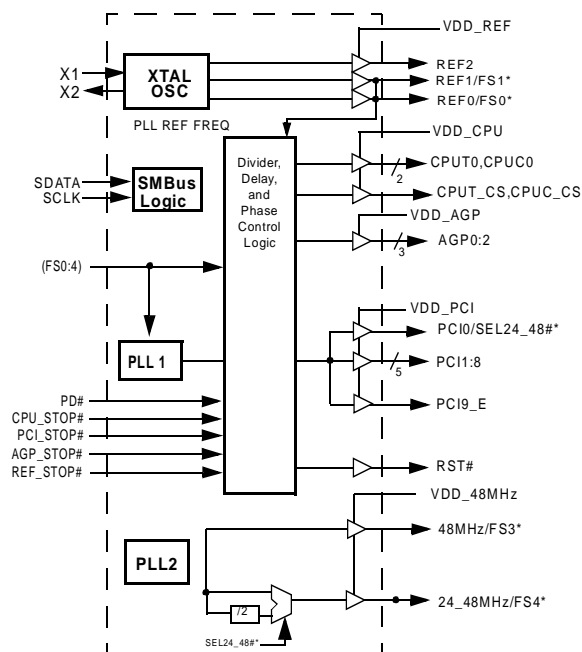 VDD_REF
X1
X2
XTAL
OSC
REF2
REF1/FS1*
REF0/FS0*
PLL REF FREQ
VDD_CPU
Divider,
Delay,
and
Phase
Control
Logic
CPUT0,CPUC0
2
SDATA
SCLK
SMBus
Logic
CPUT_CS,CPUC_CS
VDD_AGP
AGP0:2
3
(FS0:4)
VDD_PCI
PCI0/SEL24_48#*
PLL 1
PCI1:8
5
PCI9_E
PD#
CPU_STOP#
PCI_STOP#
AGP_STOP#
REF_STOP#
RST#
VDD_48MHz
48MHz/FS3*
PLL2
/2
24_48MHz/FS4*
SEL24_48#*